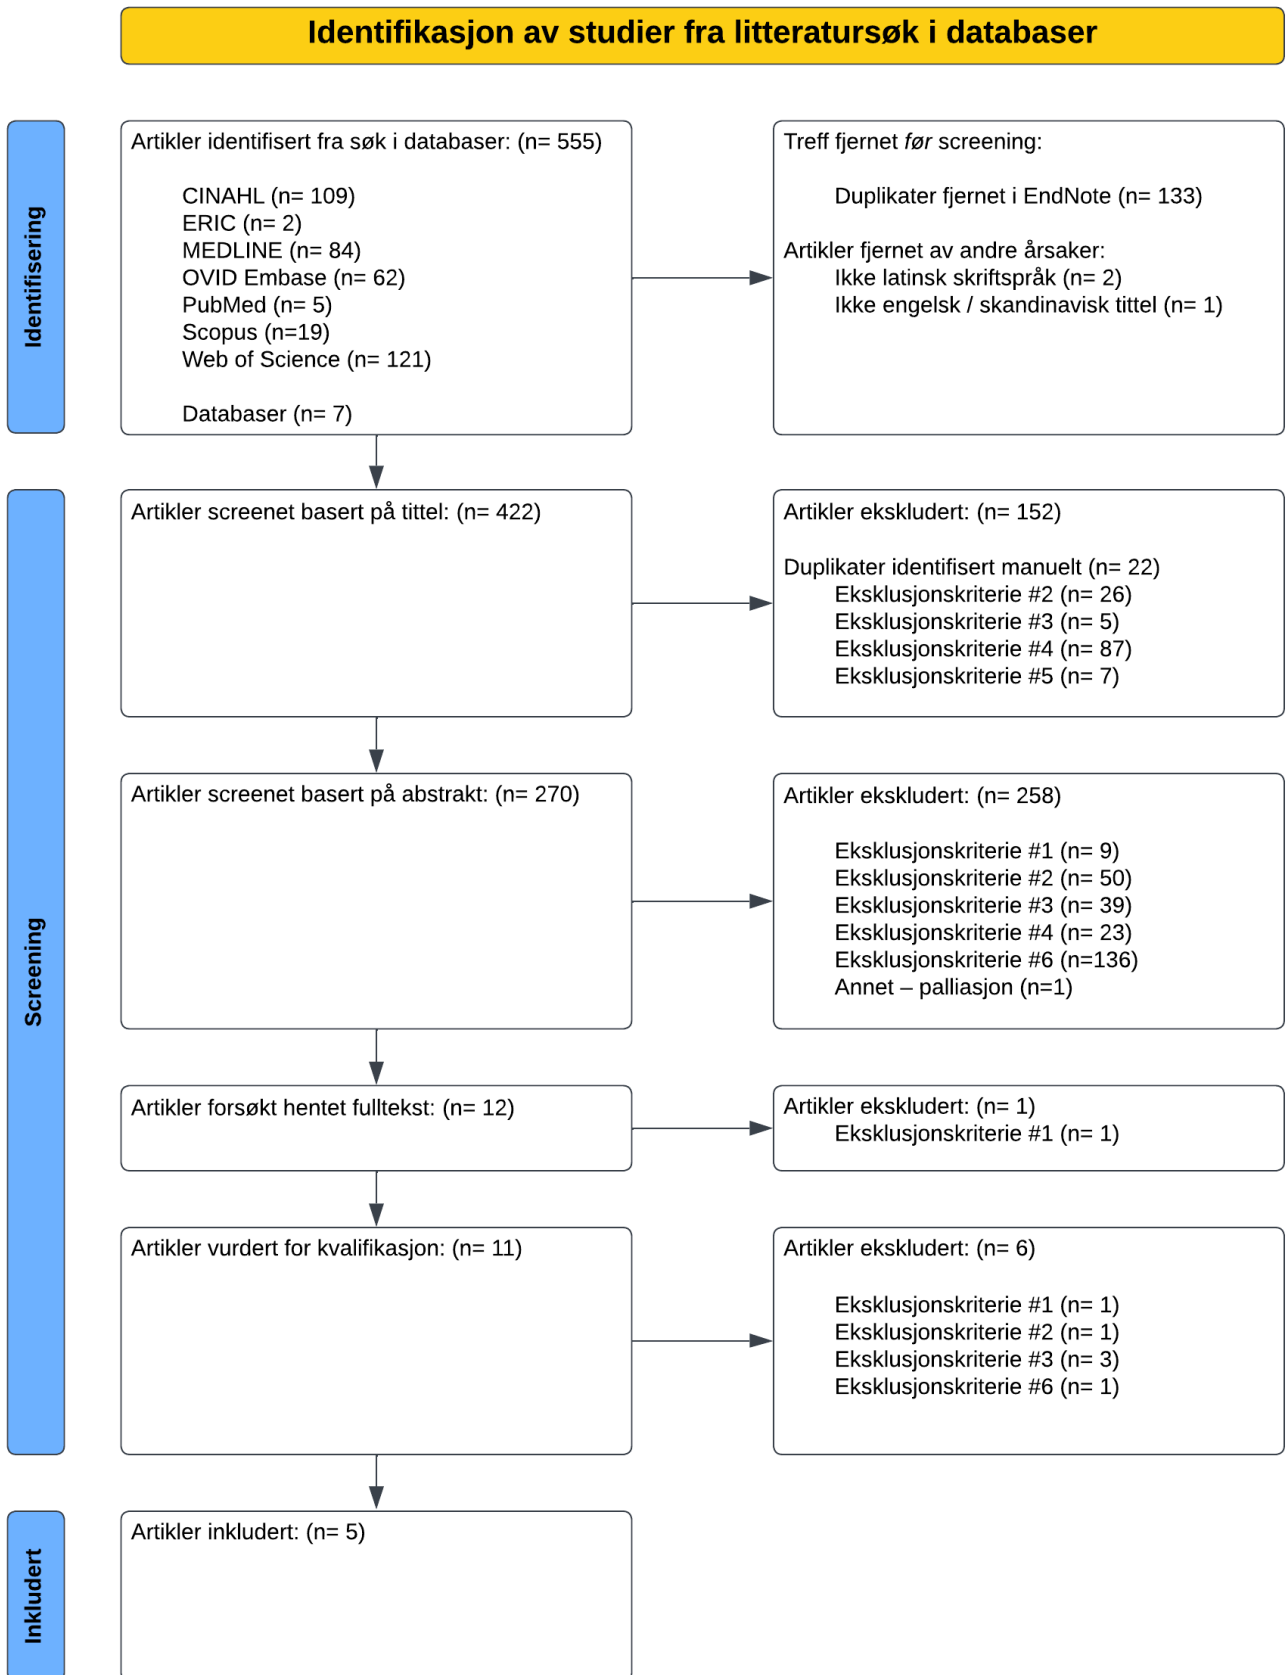 Identifikasjon av studier fra litteratursøk i databaser
Identifisering
Artikler identifisert fra søk i databaser: (n= 555)
CINAHL (n= 109)
ERIC (n= 2)
MEDLINE (n= 84)
OVID Embase (n= 62)
PubMed (n= 5)
Scopus (n=19)
Web of Science (n= 121)
Databaser (n= 7)
Treff fjernet før screening:
Duplikater fjernet i EndNote (n= 133)
Artikler fjernet av andre årsaker:
Ikke latinsk skriftspråk (n= 2)
Ikke engelsk / skandinavisk tittel (n= 1)
Screening
Artikler screenet basert på tittel: (n= 422)
Artikler ekskludert: (n= 152)
Duplikater identifisert manuelt (n= 22)
Eksklusjonskriterie #2 (n= 26)
Eksklusjonskriterie #3 (n= 5)
Eksklusjonskriterie #4 (n= 87)
Eksklusjonskriterie #5 (n= 7)
Artikler screenet basert på abstrakt: (n= 270)
Artikler ekskludert: (n= 258)
Eksklusjonskriterie #1 (n= 9)
Eksklusjonskriterie #2 (n= 50)
Eksklusjonskriterie #3 (n= 39)
Eksklusjonskriterie #4 (n= 23)
Eksklusjonskriterie #6 (n=136)
Annet – palliasjon (n=1)
Artikler forsøkt hentet fulltekst: (n= 12)
Artikler ekskludert: (n= 1)
Eksklusjonskriterie #1 (n= 1)
Artikler vurdert for kvalifikasjon: (n= 11)
Artikler ekskludert: (n= 6)
Eksklusjonskriterie #1 (n= 1)
Eksklusjonskriterie #2 (n= 1)
Eksklusjonskriterie #3 (n= 3)
Eksklusjonskriterie #6 (n= 1)
Inkludert
Artikler inkludert: (n= 5)